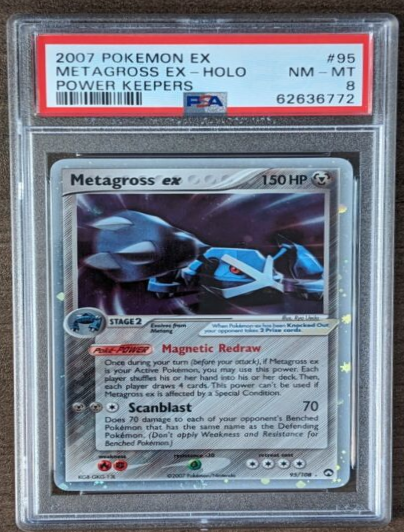 2007 POKEMON EX #95
METAGROSS EX-HOLO NM-MT
POWER KEEPERS 8
PSA 62636772
Metagross ex 150 HP
Illus. Ryo Ueda
STAGE 2
Evolves from
Metang
When Pokémon-ex has been Knocked Out,
your opponent takes 2 Prize cards.
Poké-POWER Magnetic Redraw
Once during your turn (before your attack), if Metagross ex
is your Active Pokémon, you may use this power. Each
player shuffles his or her hand into his or her deck. Then,
each player draws 4 cards. This power can't be used if
Metagross ex is affected by a Special Condition.
Scanblast 70
Does 70 damage to each of your opponent's Benched
Pokémon that has the same name as the Defending
Pokémon. (Don't apply Weakness and Resistance for
Benched Pokémon.)
weakness resistance -30 retreat cost
©2007 Pokémon/Nintendo 95/108